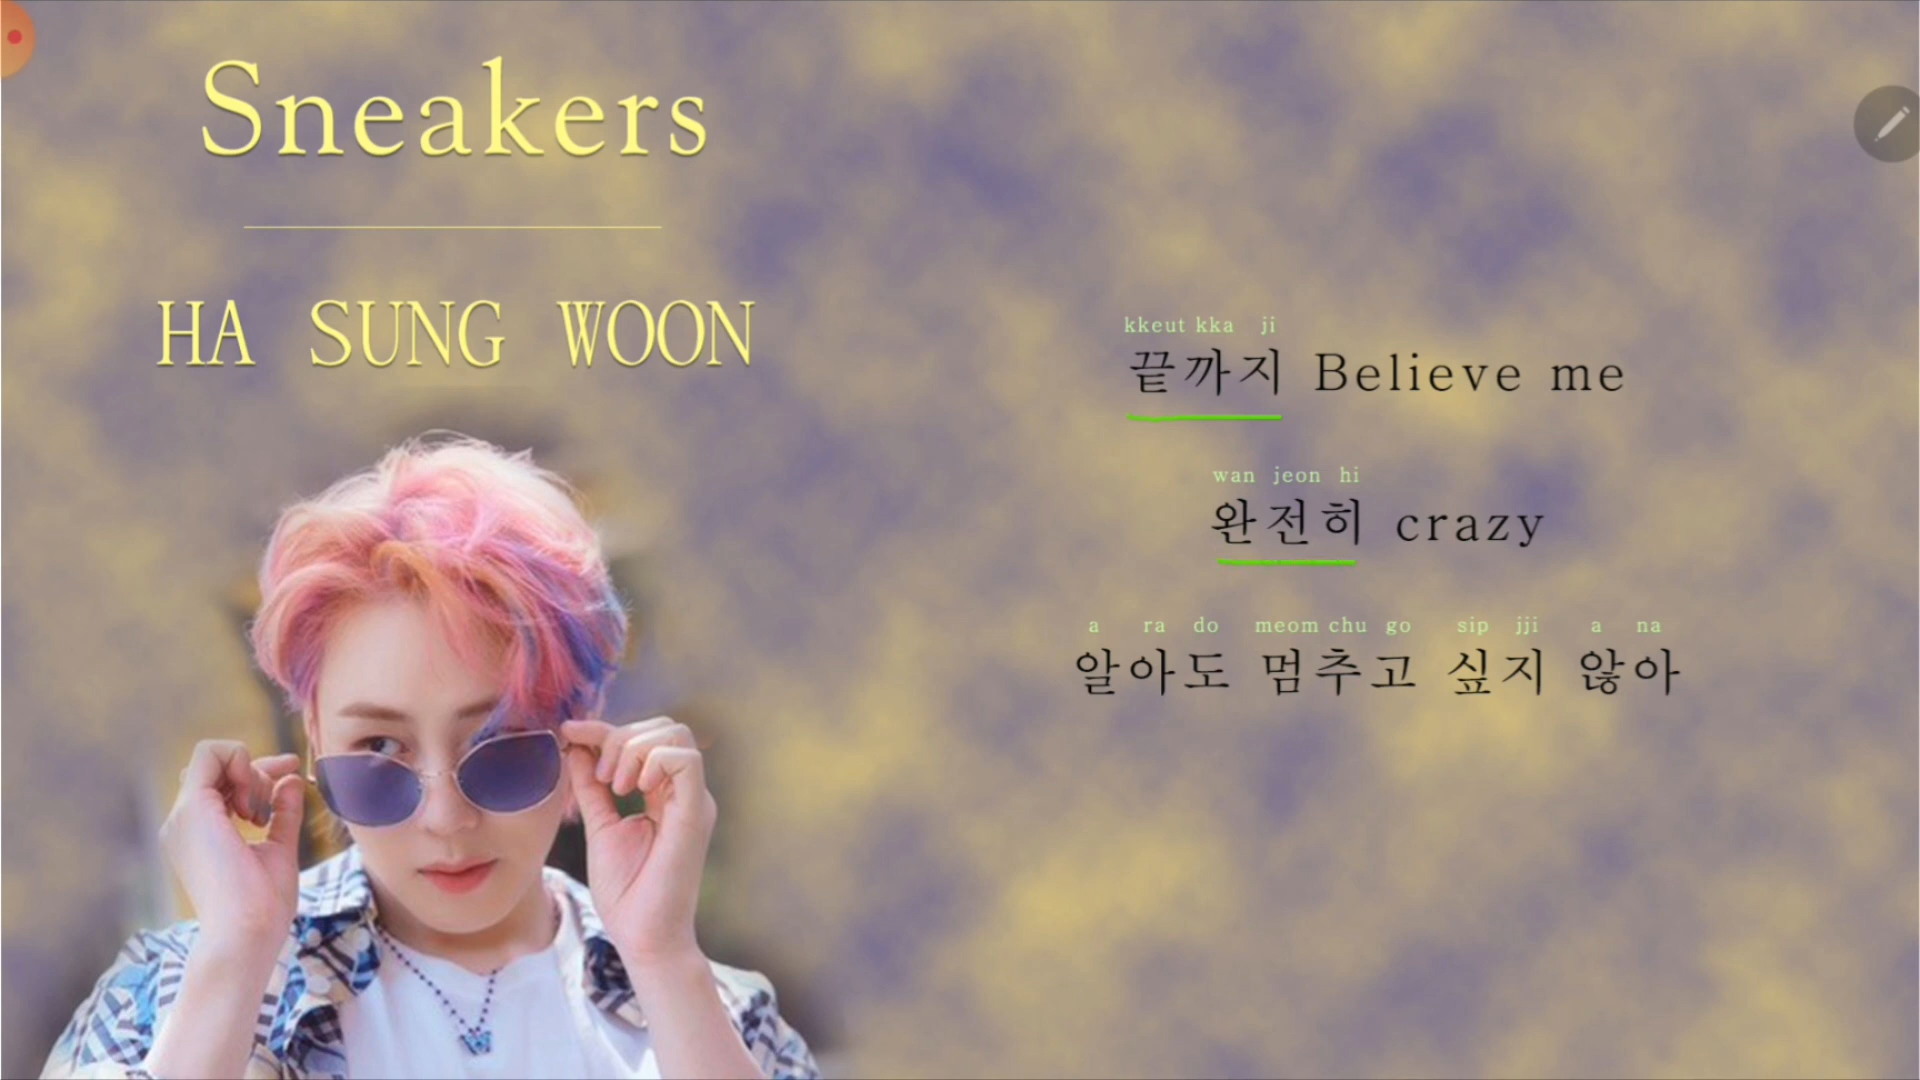 Sneakers
HA SUNG WOON
kkeut kka ji
끝까지 Believe me
wan jeon hi
완전히 crazy
a ra do meom chu go sip jji a na
알아도 멈추고 싶지 않아